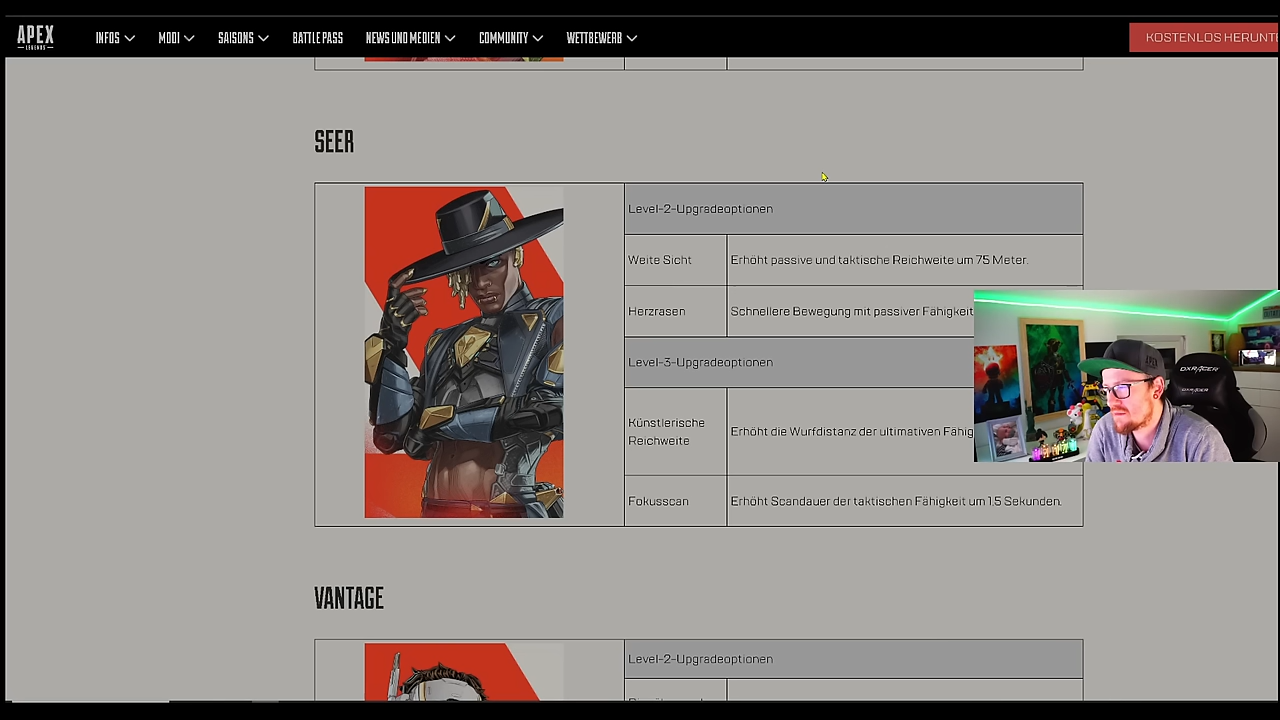 APEX
LEGENDS
INFOS
MODI
SAISONS
BATTLE PASS
NEWS UND MEDIEN
COMMUNITY
WETTBEWERB
KOSTENLOS HERUNT
SEER
Level-2-Upgradeoptionen
Weite Sicht
Erhöht passive und taktische Reichweite um 75 Meter.
Herzrasen
Schnellere Bewegung mit passiver Fähigkeit
Level-3-Upgradeoptionen
Künstlerische
Reichweite
Erhöht die Wurfdistanz der ultimativen Fähig
Fokusscan
Erhöht Scandauer der taktischen Fähigkeit um 1,5 Sekunden.
DXRACER
DXRACER
VANTAGE
Level-2-Upgradeoptionen